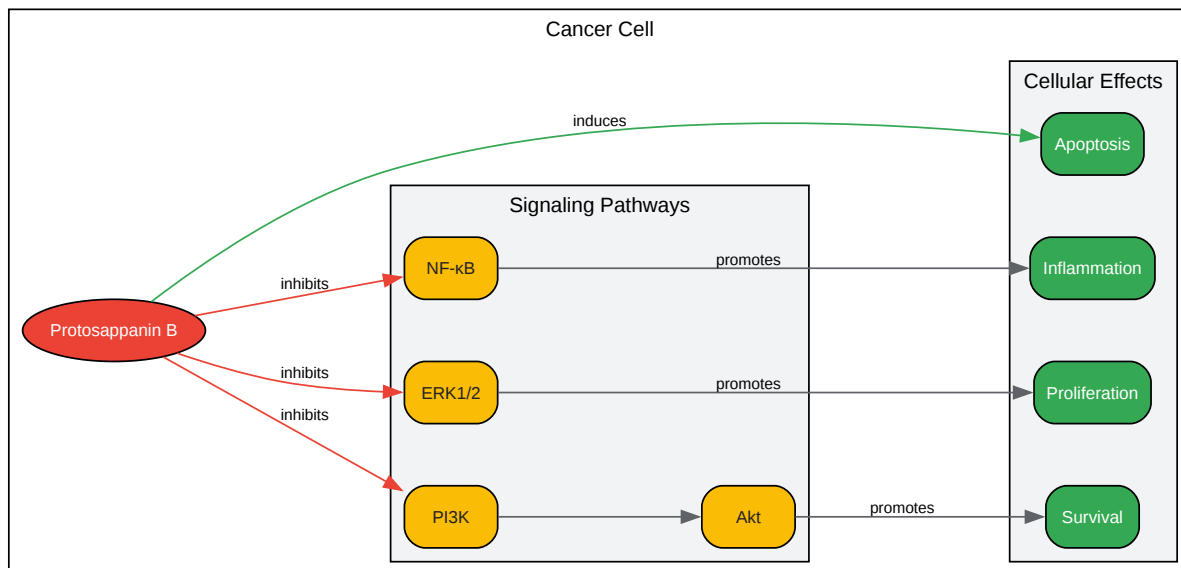 Cancer Cell
Cellular Effects
induces
Apoptosis
Signaling Pathways
NF-κB
promotes
Inflammation
inhibits
Protosappanin B
inhibits
ERK1/2
promotes
Proliferation
inhibits
PI3K
Akt
promotes
Survival